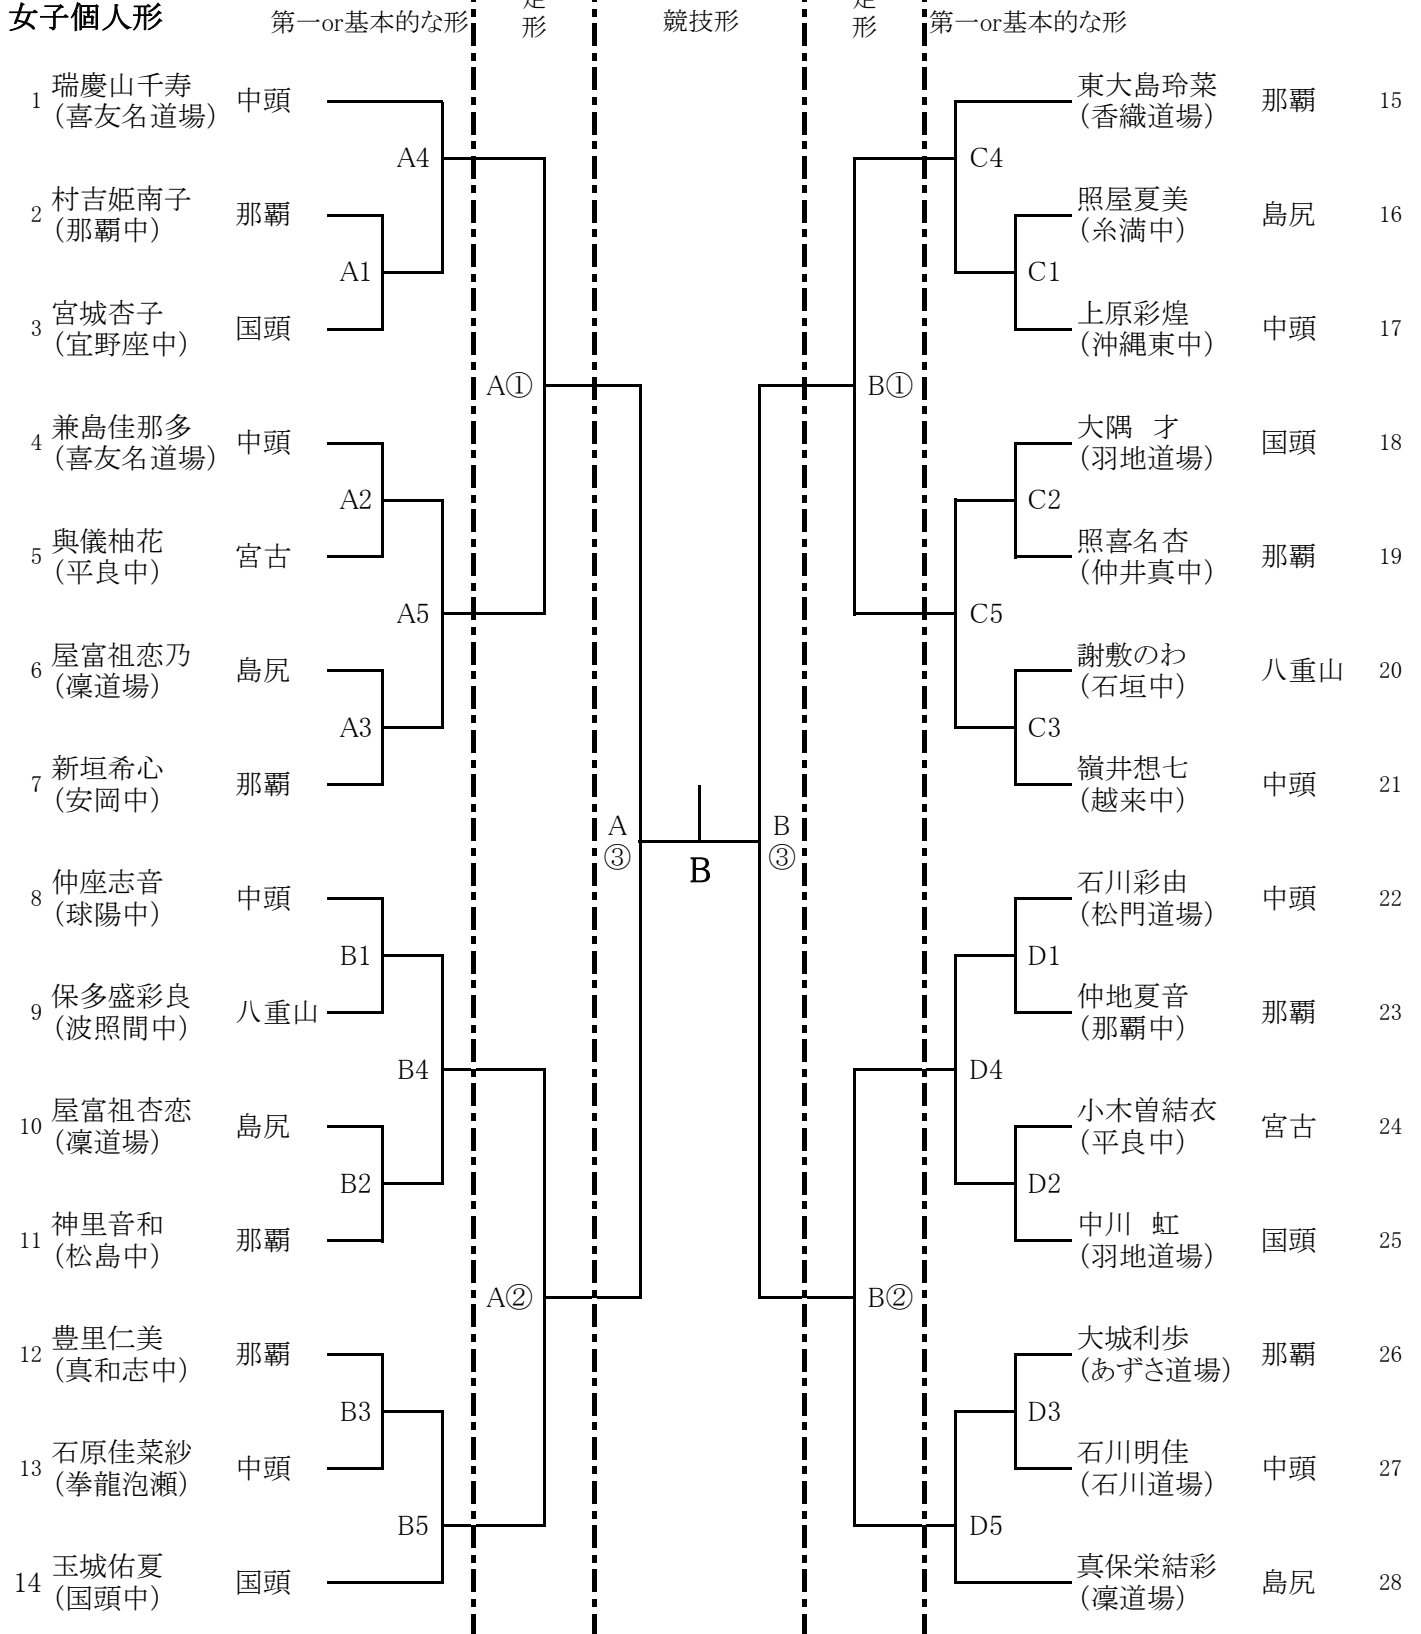 女子個人形
第一or基本的な形
形
競技形
形
第一or基本的な形
1 瑞慶山千寿
(喜友名道場) 中頭
A4
2 村吉姫南子
(那覇中) 那覇
A1
3 宮城杏子
(宜野座中) 国頭
A①
4 兼島佳那多
(喜友名道場) 中頭
A2
5 與儀柚花
(平良中) 宮古
A5
6 屋富祖恋乃
(凜道場) 島尻
A3
7 新垣希心
(安岡中) 那覇
A
③
8 仲座志音
(球陽中) 中頭
B1
9 保多盛彩良
(波照間中) 八重山
B4
10 屋富祖杏恋
(凜道場) 島尻
B2
11 神里音和
(松島中) 那覇
A②
12 豊里仁美
(真和志中) 那覇
B3
13 石原佳菜紗
(拳龍泡瀬) 中頭
B5
14 玉城佑夏
(国頭中) 国頭
B
B
③
東大島玲菜
(香織道場) 那覇 15
C4
照屋夏美
(糸満中) 島尻 16
C1
上原彩煌
(沖縄東中) 中頭 17
B①
大隅 才
(羽地道場) 国頭 18
C2
照喜名杏
(仲井真中) 那覇 19
C5
謝敷のわ
(石垣中) 八重山 20
C3
嶺井想七
(越来中) 中頭 21
石川彩由
(松門道場) 中頭 22
D1
仲地夏音
(那覇中) 那覇 23
D4
小木曽結衣
(平良中) 宮古 24
D2
中川 虹
(羽地道場) 国頭 25
B②
大城利歩
(あずさ道場) 那覇 26
D3
石川明佳
(石川道場) 中頭 27
D5
真保栄結彩
(凜道場) 島尻 28